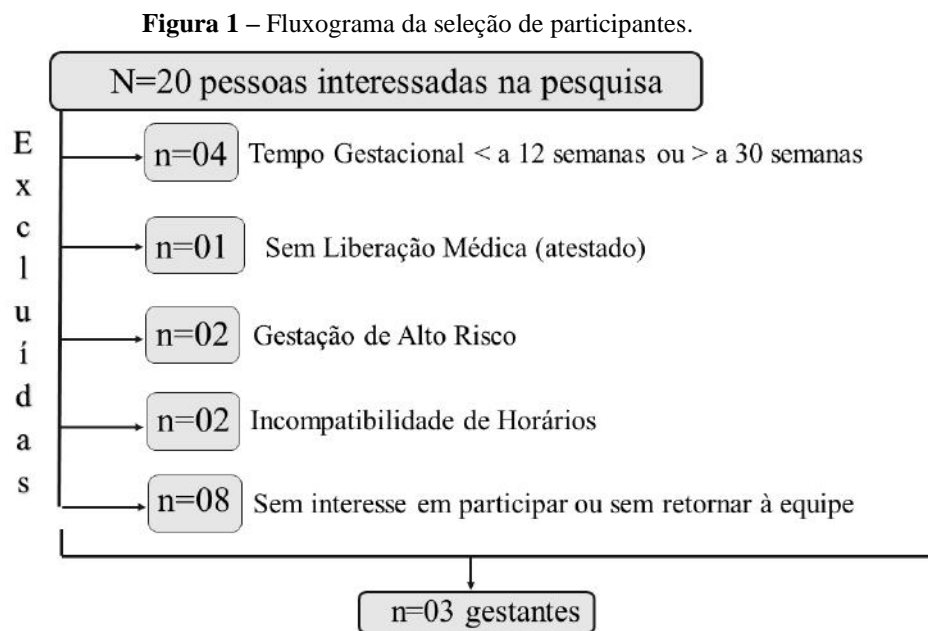 Figura 1 – Fluxograma da seleção de participantes.
N=20 pessoas interessadas na pesquisa
Excluídas
n=04 Tempo Gestacional < a 12 semanas ou > a 30 semanas
n=01 Sem Liberação Médica (atestado)
n=02 Gestação de Alto Risco
n=02 Incompatibilidade de Horários
n=08 Sem interesse em participar ou sem retornar à equipe
n=03 gestantes